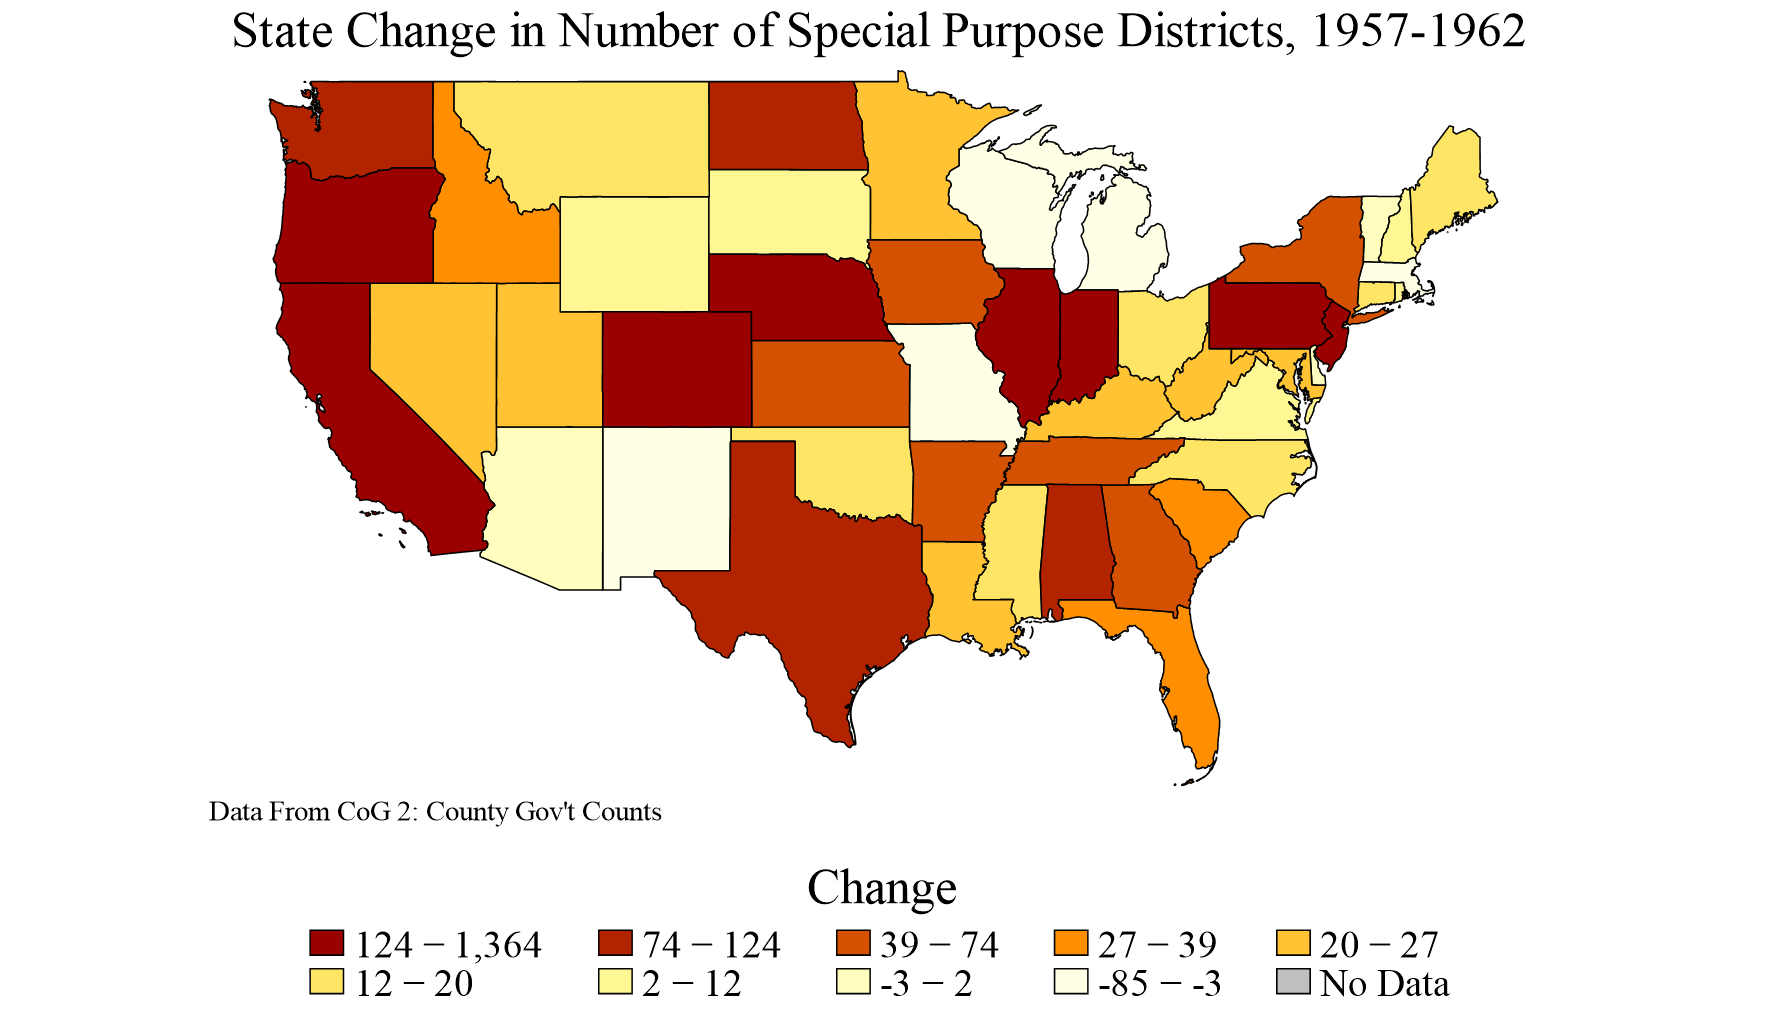 State Change in Number of Special Purpose Districts, 1957-1962
Data From CoG 2: County Gov't Counts
Change
124 − 1,364 74 − 124 39 − 74 27 − 39 20 − 27
12 − 20 2 − 12 -3 − 2 -85 − -3 No Data